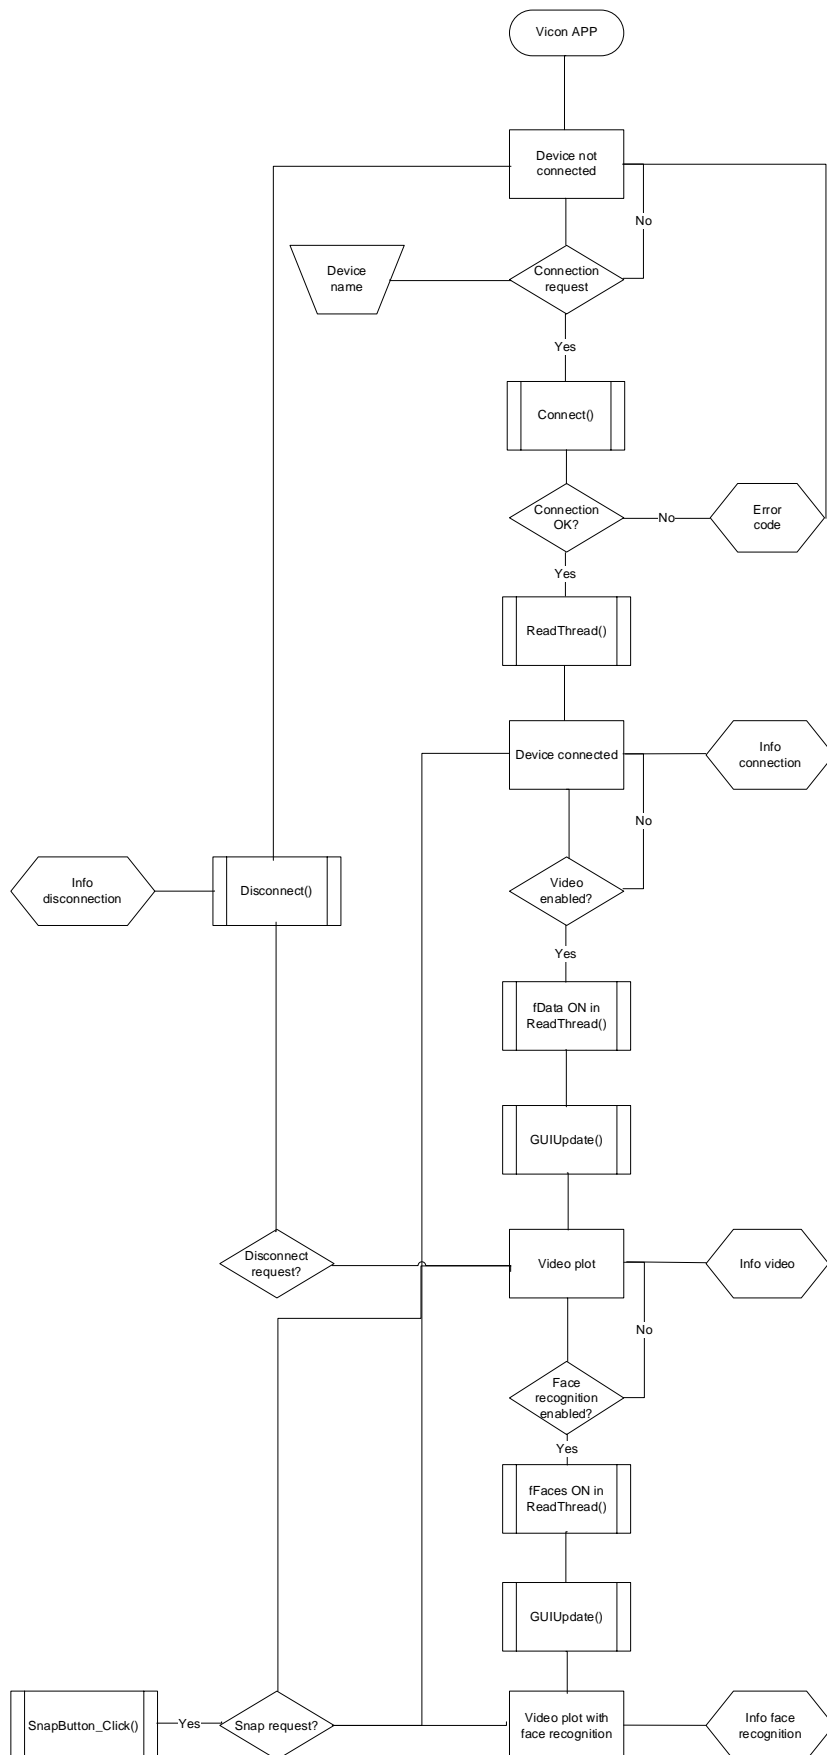 Vicon APP
Device not
connected
No
Device
name
Connection
request
Yes
Connect()
Connection
OK?
No
Error
code
Yes
ReadThread()
Device connected
Info
connection
No
Info
disconnection
Disconnect()
Video
enabled?
Yes
fData ON in
ReadThread()
GUIUpdate()
Disconnect
request?
Video plot
Info video
No
Face
recognition
enabled?
Yes
fFaces ON in
ReadThread()
GUIUpdate()
SnapButton_Click()
Yes
Snap request?
Video plot with
face recognition
Info face
recognition